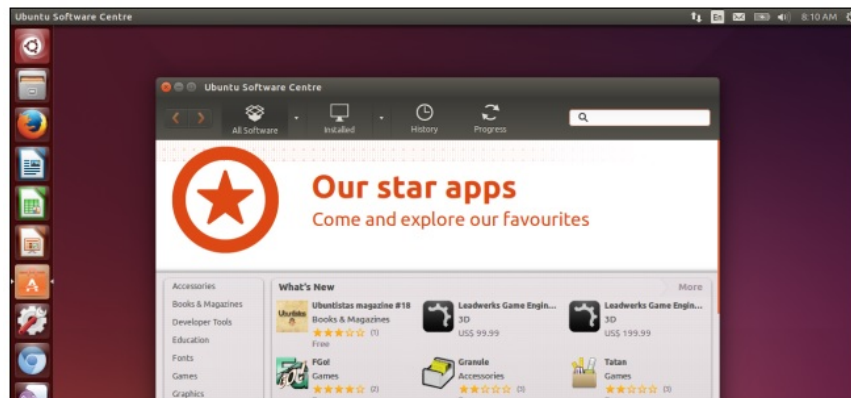 Ubuntu Software Centre
En
8:10 AM
Ubuntu Software Centre
All Software
Installed
History
Progress
Our star apps
Come and explore our favourites
Accessories
Books & Magazines
Developer Tools
Education
Fonts
Games
Graphics
What's New
More
Ubuntistas magazine #18
Books & Magazines
(1)
Free
Leadwerks Game Engin...
3D
US$ 99.99
Leadwerks Game Engin...
3D
US$ 199.99
FGo!
Games
(2)
Granule
Accessories
(3)
Tatan
Games
(3)